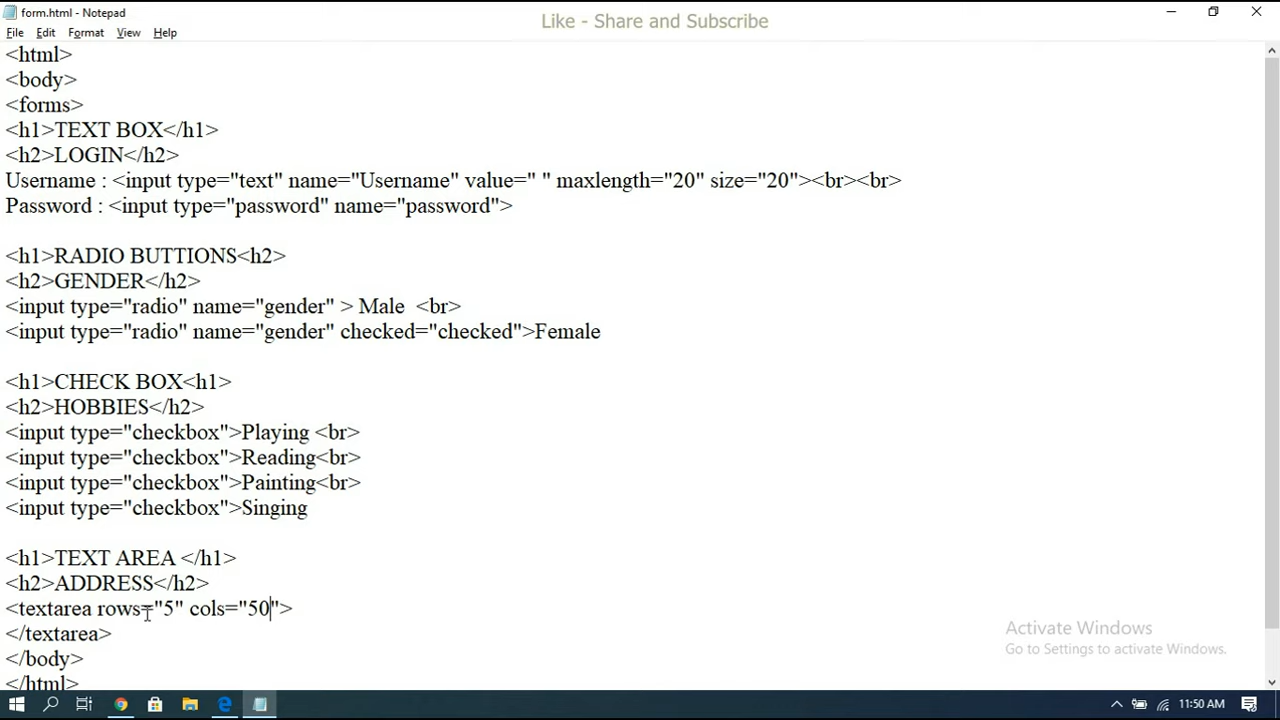 form.html - Notepad
Like - Share and Subscribe
File Edit Format View Help
<html>
<body>
<forms>
<h1>TEXT BOX</h1>
<h2>LOGIN</h2>
Username : <input type="text" name="Username" value=" " maxlength="20" size="20"><br><br>
Password : <input type="password" name="password">
<h1>RADIO BUTTIONS<h2>
<h2>GENDER</h2>
<input type="radio" name="gender" > Male  <br>
<input type="radio" name="gender" checked="checked">Female
<h1>CHECK BOX<h1>
<h2>HOBBIES</h2>
<input type="checkbox">Playing <br>
<input type="checkbox">Reading<br>
<input type="checkbox">Painting<br>
<input type="checkbox">Singing
<h1>TEXT AREA </h1>
<h2>ADDRESS</h2>
<textarea rows="5" cols="50">
</textarea>
</body>
</html>
Activate Windows
Go to Settings to activate Windows.
11:50 AM